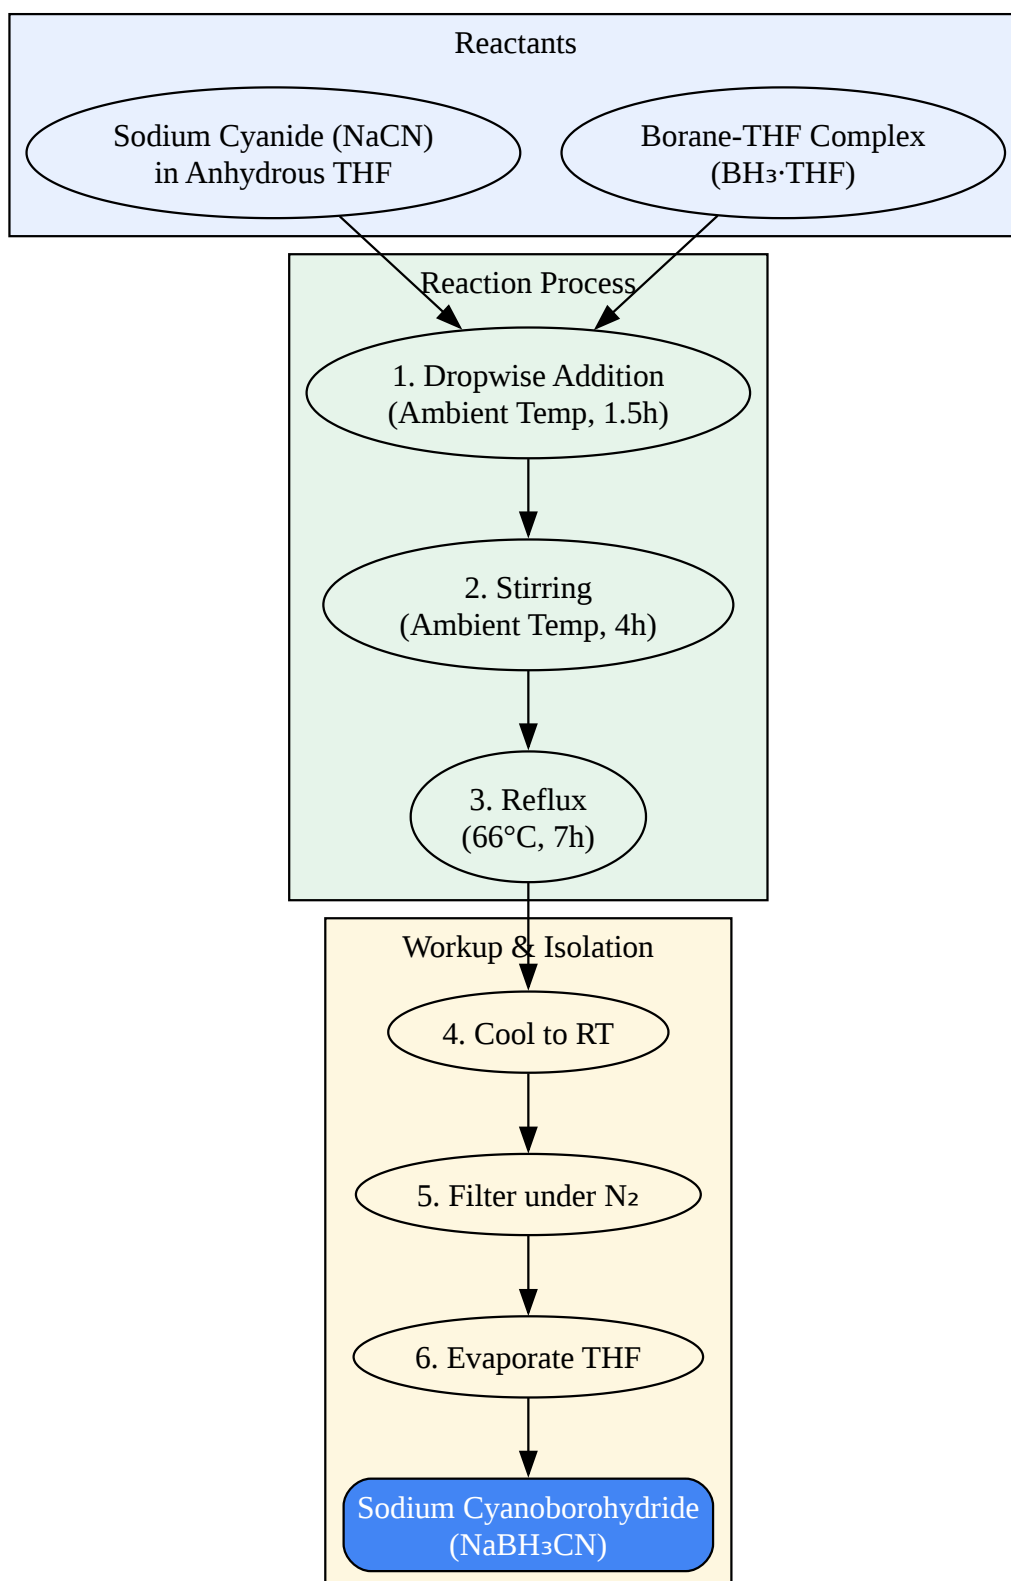 Reactants
Sodium Cyanide (NaCN)
in Anhydrous THF
Borane-THF Complex
(BH₃·THF)
Reaction Process
1. Dropwise Addition
(Ambient Temp, 1.5h)
2. Stirring
(Ambient Temp, 4h)
3. Reflux
(66°C, 7h)
Workup & Isolation
4. Cool to RT
5. Filter under N₂
6. Evaporate THF
Sodium Cyanoborohydride
(NaBH₃CN)